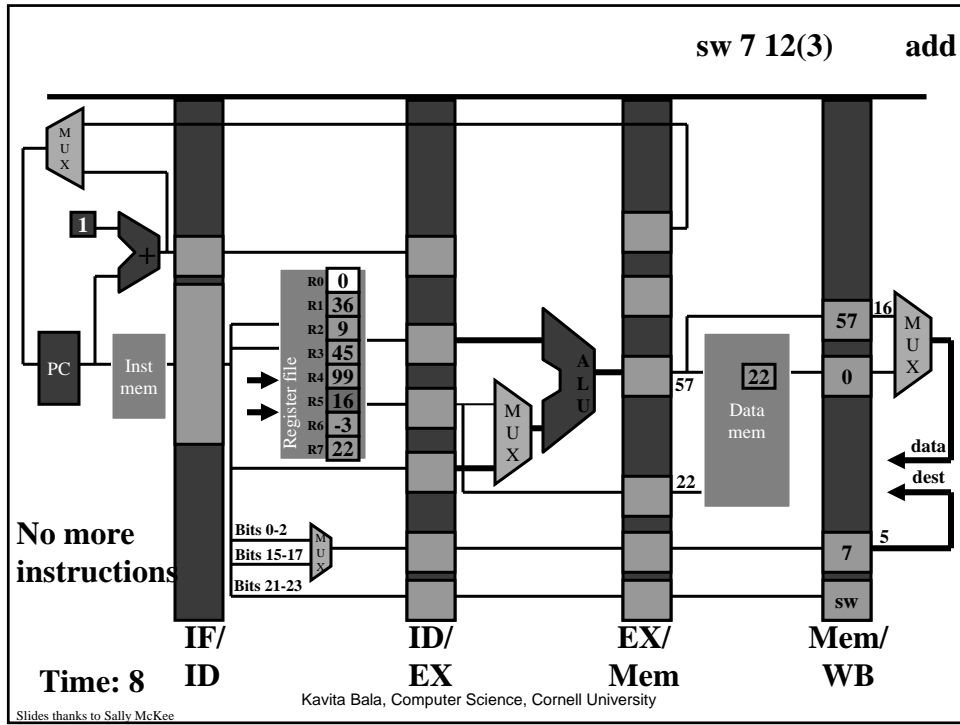 sw 7 12(3) add
M
U
X
1
+
PC
Inst
mem
Register file
R0 0
R1 36
R2 9
R3 45
R4 99
R5 16
R6 -3
R7 22
M
U
X
A
L
U
57
22
22
Data
mem
57
0
16
M
U
X
data
dest
5
7
sw
No more
instructions
Bits 0-2
Bits 15-17
Bits 21-23
M
U
X
IF/
ID
ID/
EX
EX/
Mem
Mem/
WB
Time: 8
Kavita Bala, Computer Science, Cornell University
Slides thanks to Sally McKee